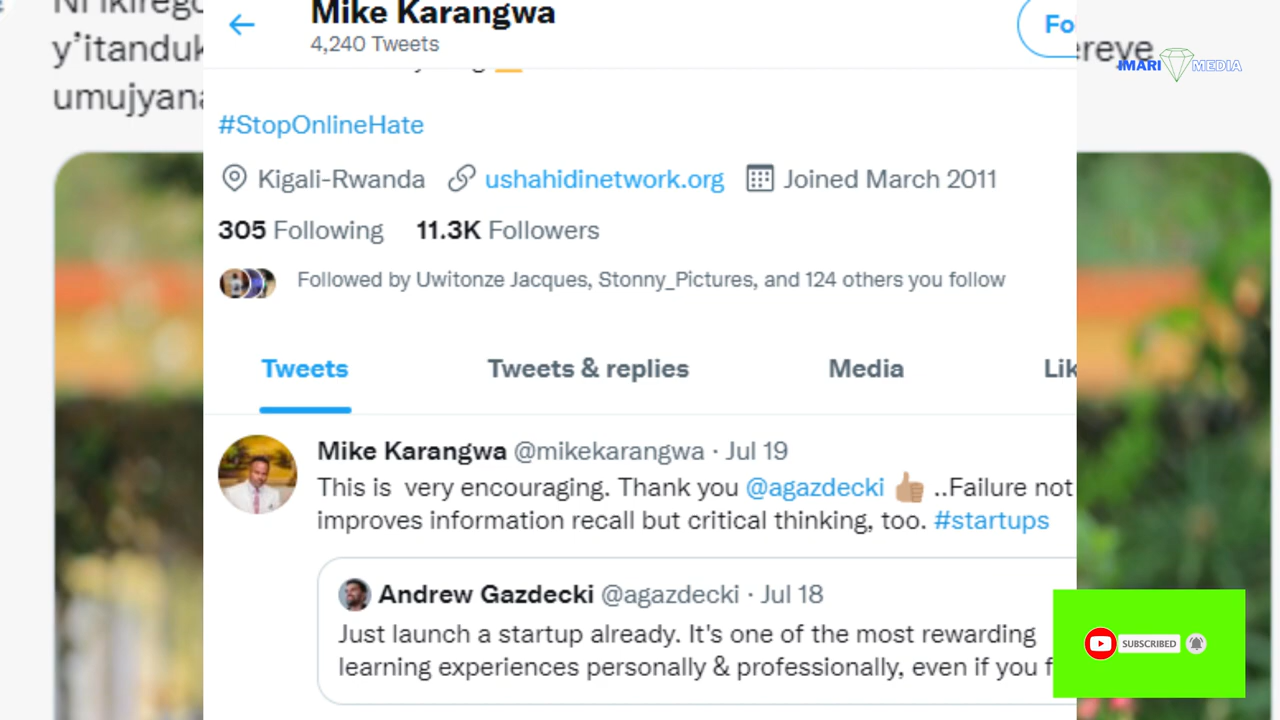 y’itanduk
umujyana
ereye
IMARI MEDIA
Mike Karangwa
4,240 Tweets
Fo
#StopOnlineHate
Kigali-Rwanda ushahidinetwork.org Joined March 2011
305 Following 11.3K Followers
Followed by Uwitonze Jacques, Stonny_Pictures, and 124 others you follow
Tweets Tweets & replies Media Lik
Mike Karangwa @mikekarangwa · Jul 19
This is very encouraging. Thank you @agazdecki 👍🏽 ..Failure not
improves information recall but critical thinking, too. #startups
Andrew Gazdecki @agazdecki · Jul 18
Just launch a startup already. It's one of the most rewarding
learning experiences personally & professionally, even if you f
SUBSCRIBED